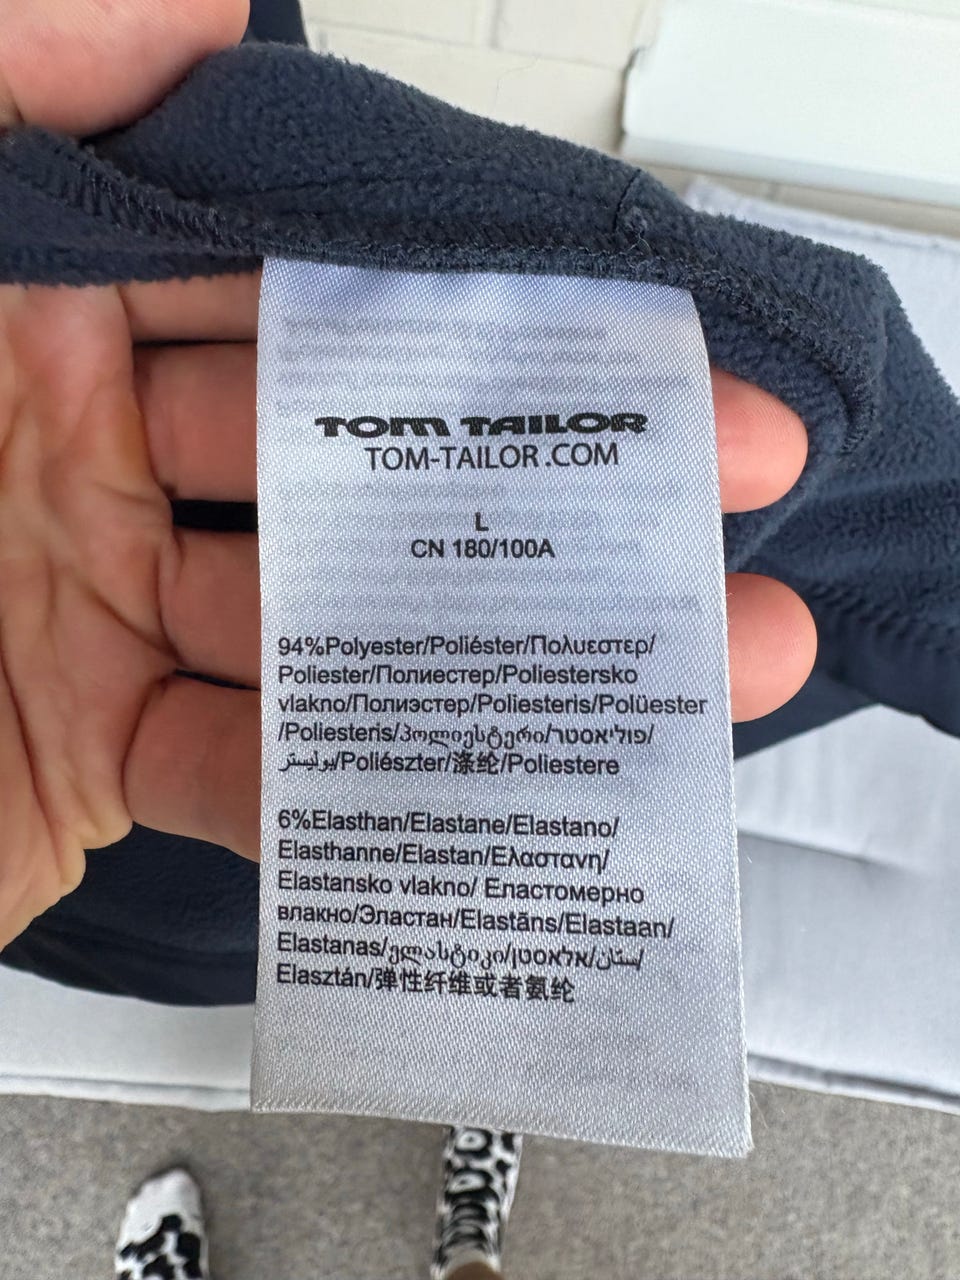 TOM TAILOR
TOM-TAILOR.COM
L
CN 180/100A
94%Polyester/Poliéster/Πολυεστερ/
Poliester/Полиестер/Poliestersko
vlakno/Полиэстер/Poliesteris/Polüester
/Poliesteris/პოლიესტერი/פוליאסטר/
بوليستر/Poliészter/涤纶/Poliestere
6%Elasthan/Elastane/Elastano/
Elasthanne/Elastan/Ελαστανη/
Elastansko vlakno/ Еластомерно
влакно/Эластан/Elastāns/Elastaan/
Elastanas/ელასტიკი/אלאסטן/ستان/
Elasztán/弹性纤维或者氨纶